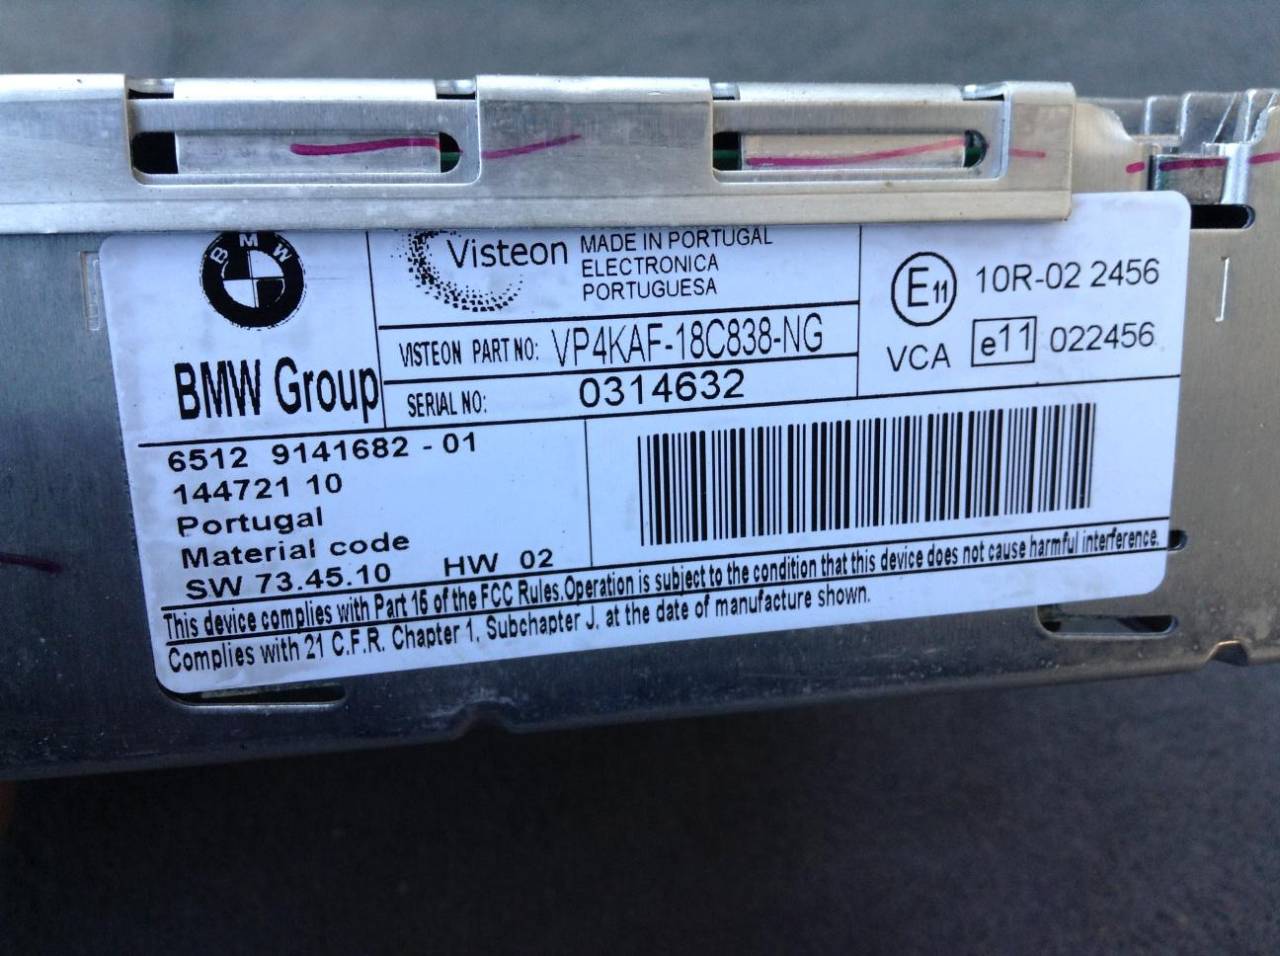 BMW
BMW Group
Visteon
MADE IN PORTUGAL
ELECTRONICA
PORTUGUESA
VISTEON PART NO: VP4KAF-18C838-NG
SERIAL NO: 0314632
E11 10R-02 2456
VCA e11 022456
6512 9141682 - 01
144721 10
Portugal
Material code
SW 73.45.10 HW 02
This device complies with Part 15 of the FCC Rules.Operation is subject to the condition that this device does not cause harmful interference.
Complies with 21 C.F.R. Chapter 1, Subchapter J, at the date of manufacture shown.